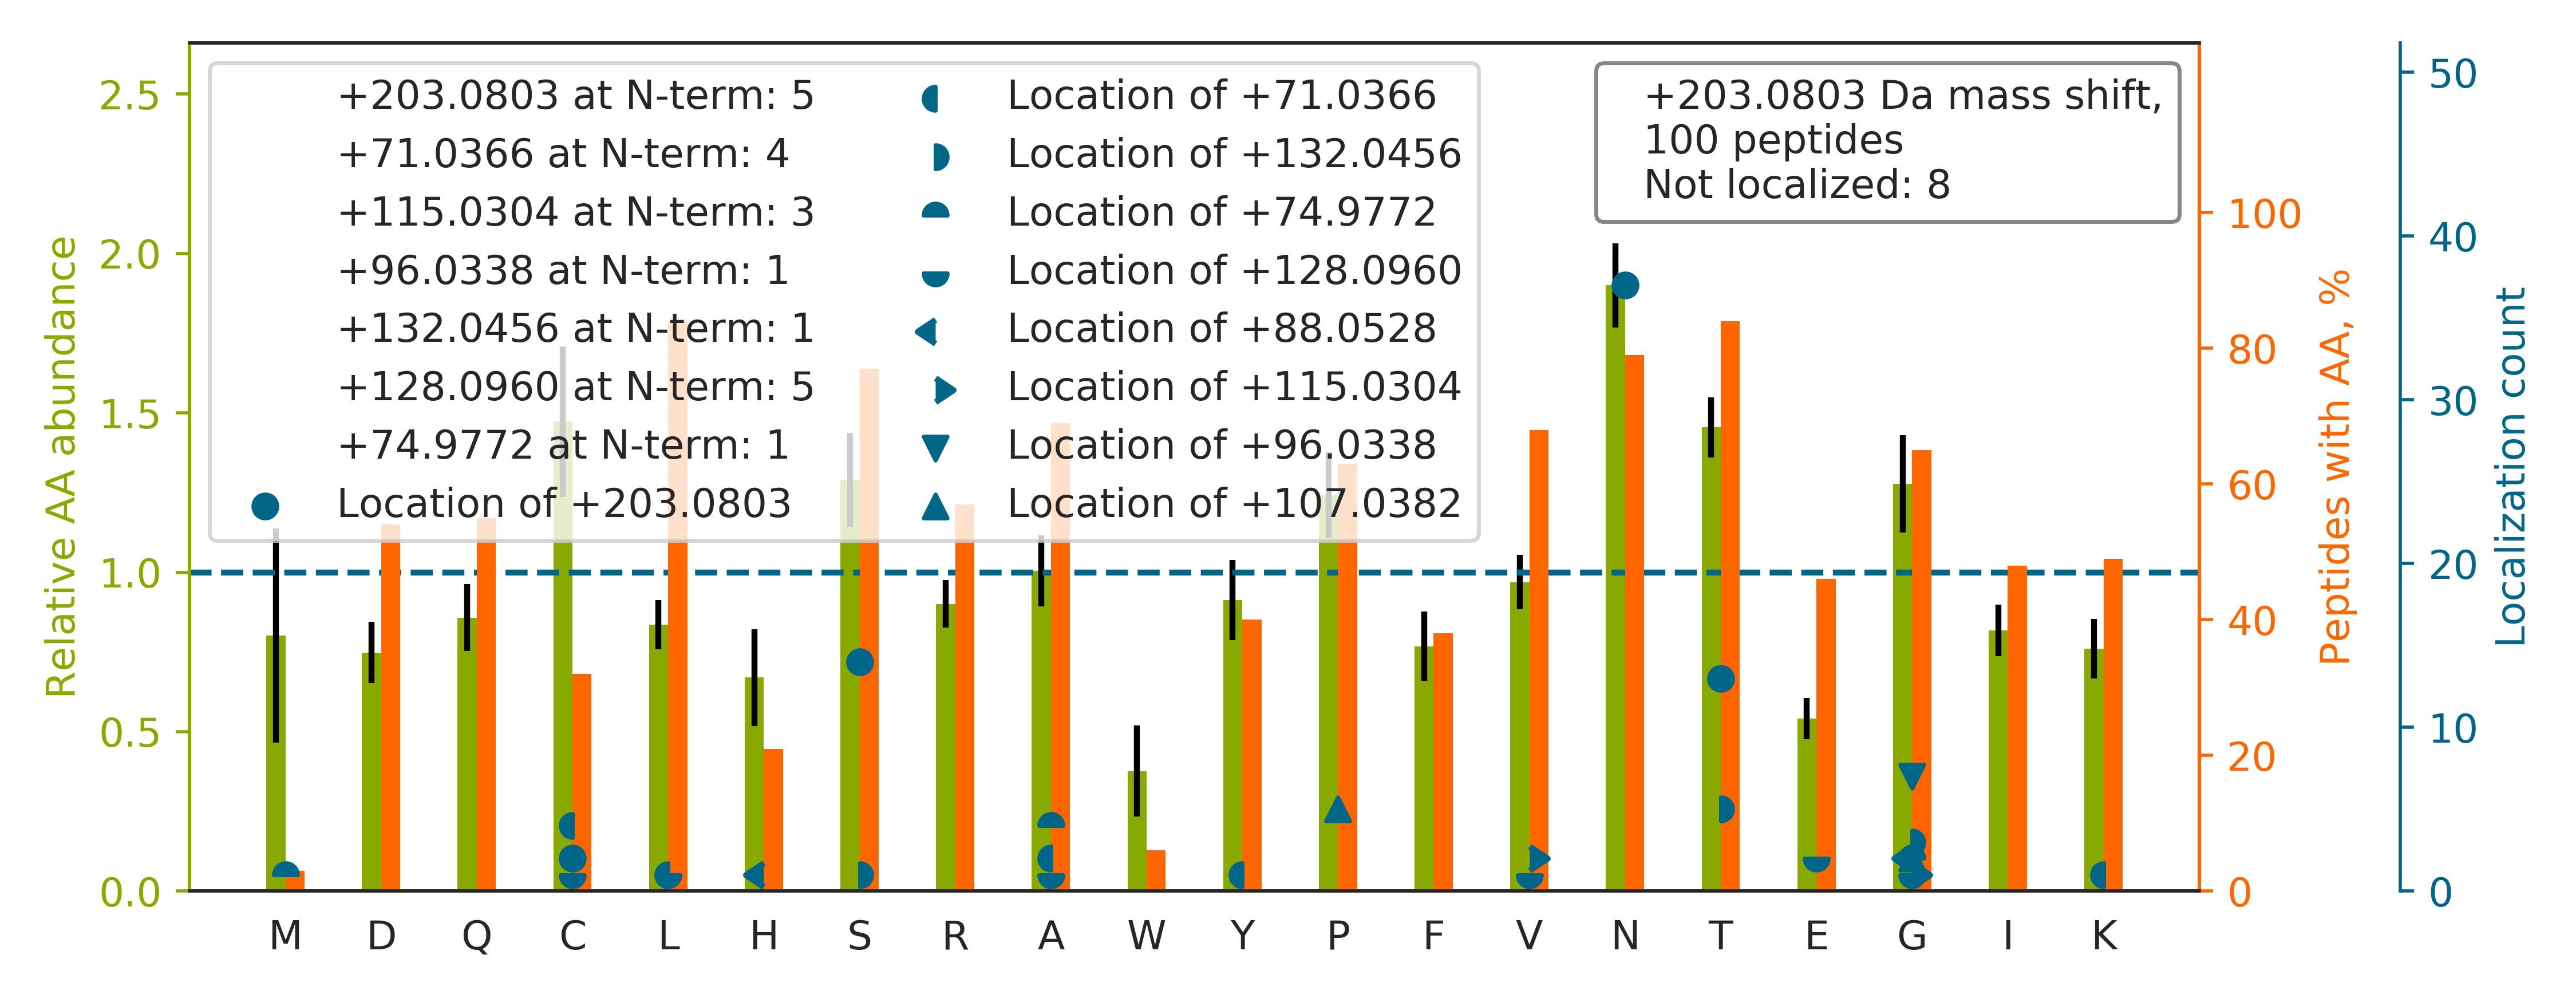 +203.0803 at N-term: 5
+71.0366 at N-term: 4
+115.0304 at N-term: 3
+96.0338 at N-term: 1
+132.0456 at N-term: 1
+128.0960 at N-term: 5
+74.9772 at N-term: 1
Location of +203.0803
Location of +71.0366
Location of +132.0456
Location of +74.9772
Location of +128.0960
Location of +88.0528
Location of +115.0304
Location of +96.0338
Location of +107.0382
+203.0803 Da mass shift,
100 peptides
Not localized: 8
Relative AA abundance
2.5
2.0
1.5
1.0
0.5
0.0
M D Q C L H S R A W Y P F V N T E G I K
100
80
60
40
20
0
Peptides with AA, %
50
40
30
20
10
0
Localization count